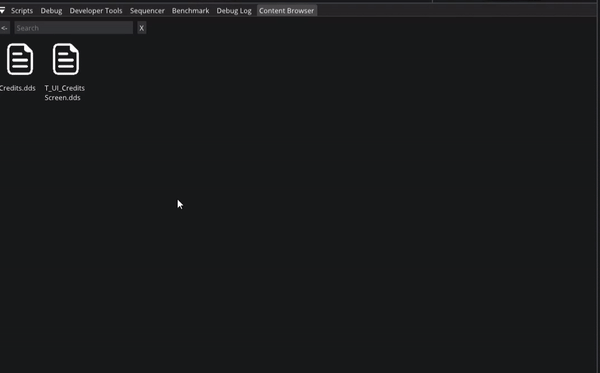 Scripts Debug Developer Tools Sequencer Benchmark Debug Log Content Browser
<- Search X
Credits.dds T_UI_Credits
Screen.dds